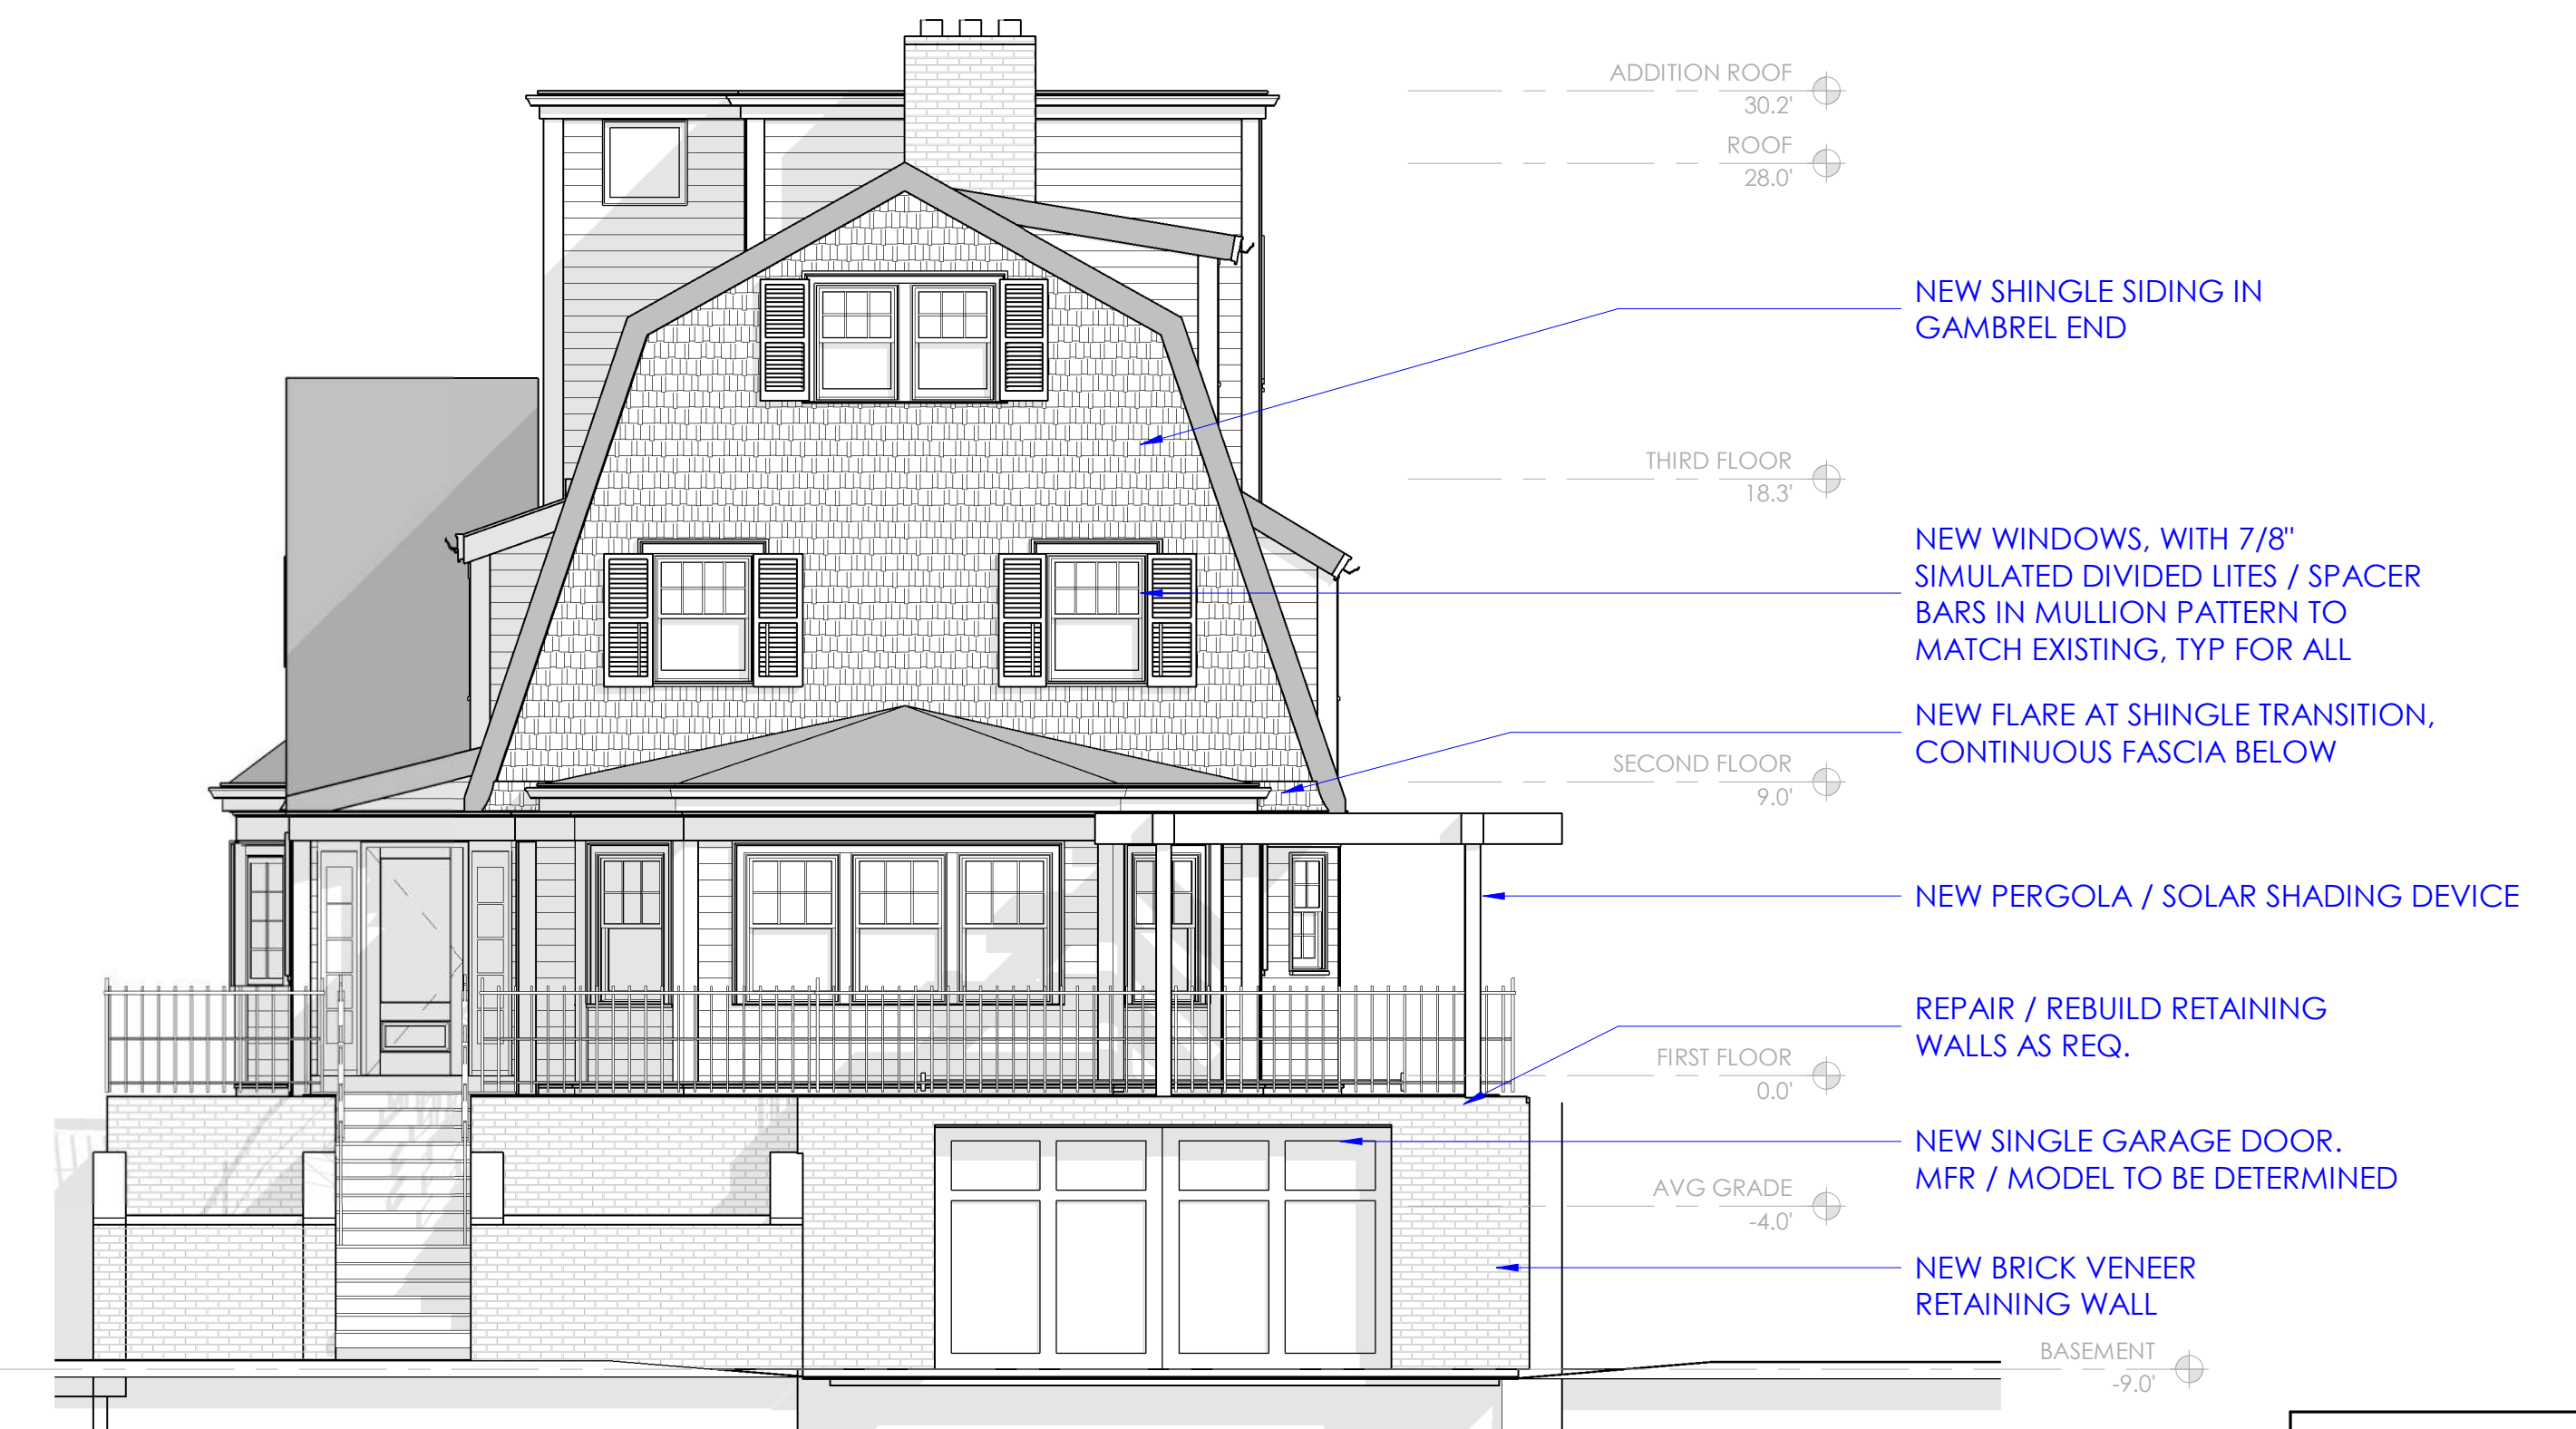 ADDITION ROOF
30.2'
ROOF
28.0'
NEW SHINGLE SIDING IN
GAMBREL END
THIRD FLOOR
18.3'
NEW WINDOWS, WITH 7/8"
SIMULATED DIVIDED LITES / SPACER
BARS IN MULLION PATTERN TO
MATCH EXISTING, TYP FOR ALL
NEW FLARE AT SHINGLE TRANSITION,
CONTINUOUS FASCIA BELOW
SECOND FLOOR
9.0'
NEW PERGOLA / SOLAR SHADING DEVICE
REPAIR / REBUILD RETAINING
WALLS AS REQ.
FIRST FLOOR
0.0'
NEW SINGLE GARAGE DOOR.
MFR / MODEL TO BE DETERMINED
AVG GRADE
-4.0'
NEW BRICK VENEER
RETAINING WALL
BASEMENT
-9.0'